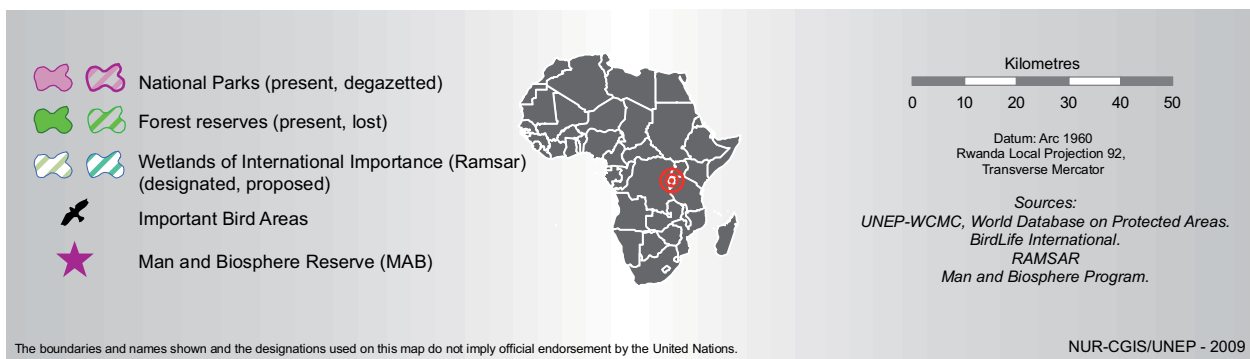 National Parks (present, degazetted)
Forest reserves (present, lost)
Wetlands of International Importance (Ramsar)
(designated, proposed)
Important Bird Areas
Man and Biosphere Reserve (MAB)
Kilometres
0 10 20 30 40 50
Datum: Arc 1960
Rwanda Local Projection 92,
Transverse Mercator
Sources:
UNEP-WCMC, World Database on Protected Areas.
BirdLife International.
RAMSAR
Man and Biosphere Program.
The boundaries and names shown and the designations used on this map do not imply official endorsement by the United Nations.
NUR-CGIS/UNEP - 2009